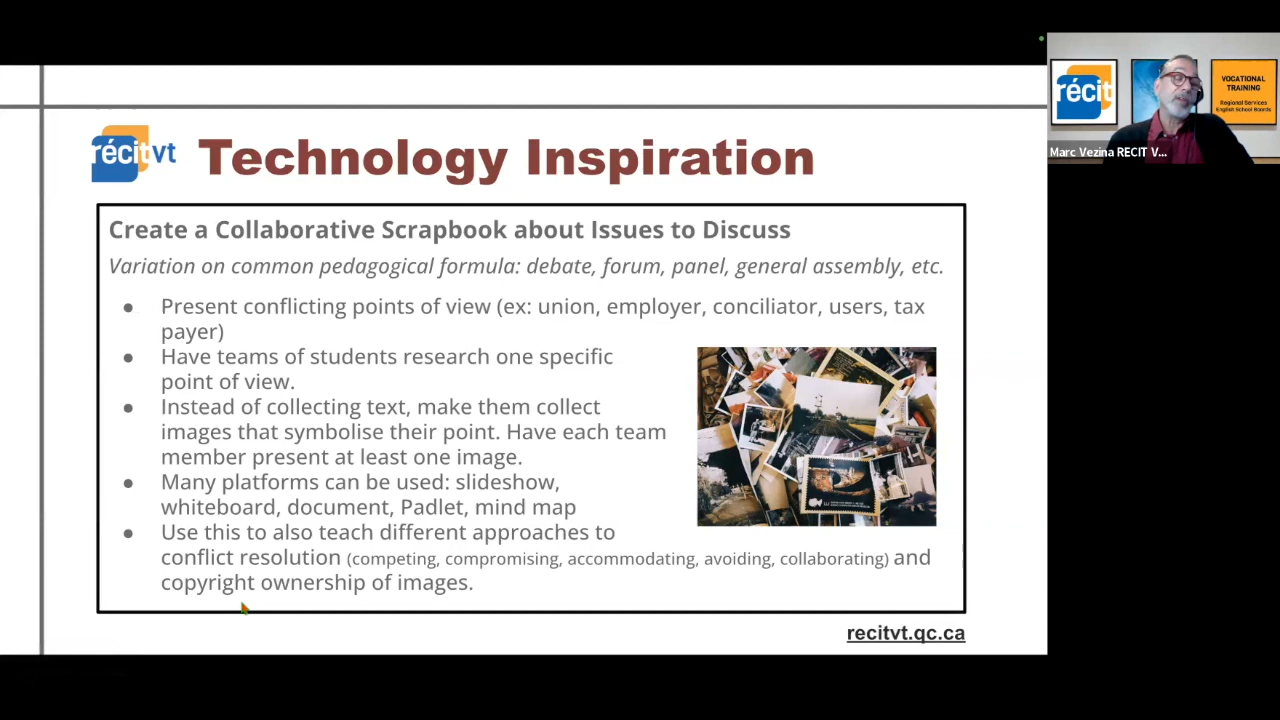 récitvt Technology Inspiration
Create a Collaborative Scrapbook about Issues to Discuss
Variation on common pedagogical formula: debate, forum, panel, general assembly, etc.
● Present conflicting points of view (ex: union, employer, conciliator, users, tax
payer)
● Have teams of students research one specific
point of view.
● Instead of collecting text, make them collect
images that symbolise their point. Have each team
member present at least one image.
● Many platforms can be used: slideshow,
whiteboard, document, Padlet, mind map
● Use this to also teach different approaches to
conflict resolution (competing, compromising, accommodating, avoiding, collaborating) and
copyright ownership of images.
recitvt.qc.ca
récit
VOCATIONAL
TRAINING
Regional Services
English School Boards
Marc Vezina RECIT V...